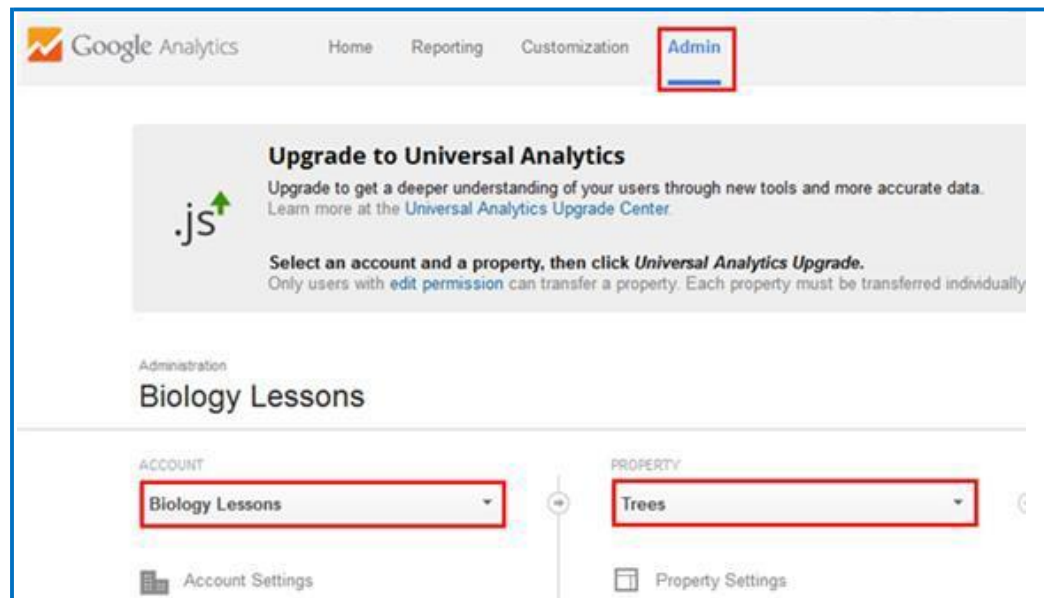 Google Analytics Home Reporting Customization Admin
Upgrade to Universal Analytics
Upgrade to get a deeper understanding of your users through new tools and more accurate data.
.js Learn more at the Universal Analytics Upgrade Center.
Select an account and a property, then click Universal Analytics Upgrade.
Only users with edit permission can transfer a property. Each property must be transferred individually
Administration
Biology Lessons
ACCOUNT PROPERTY
Biology Lessons Trees
Account Settings Property Settings